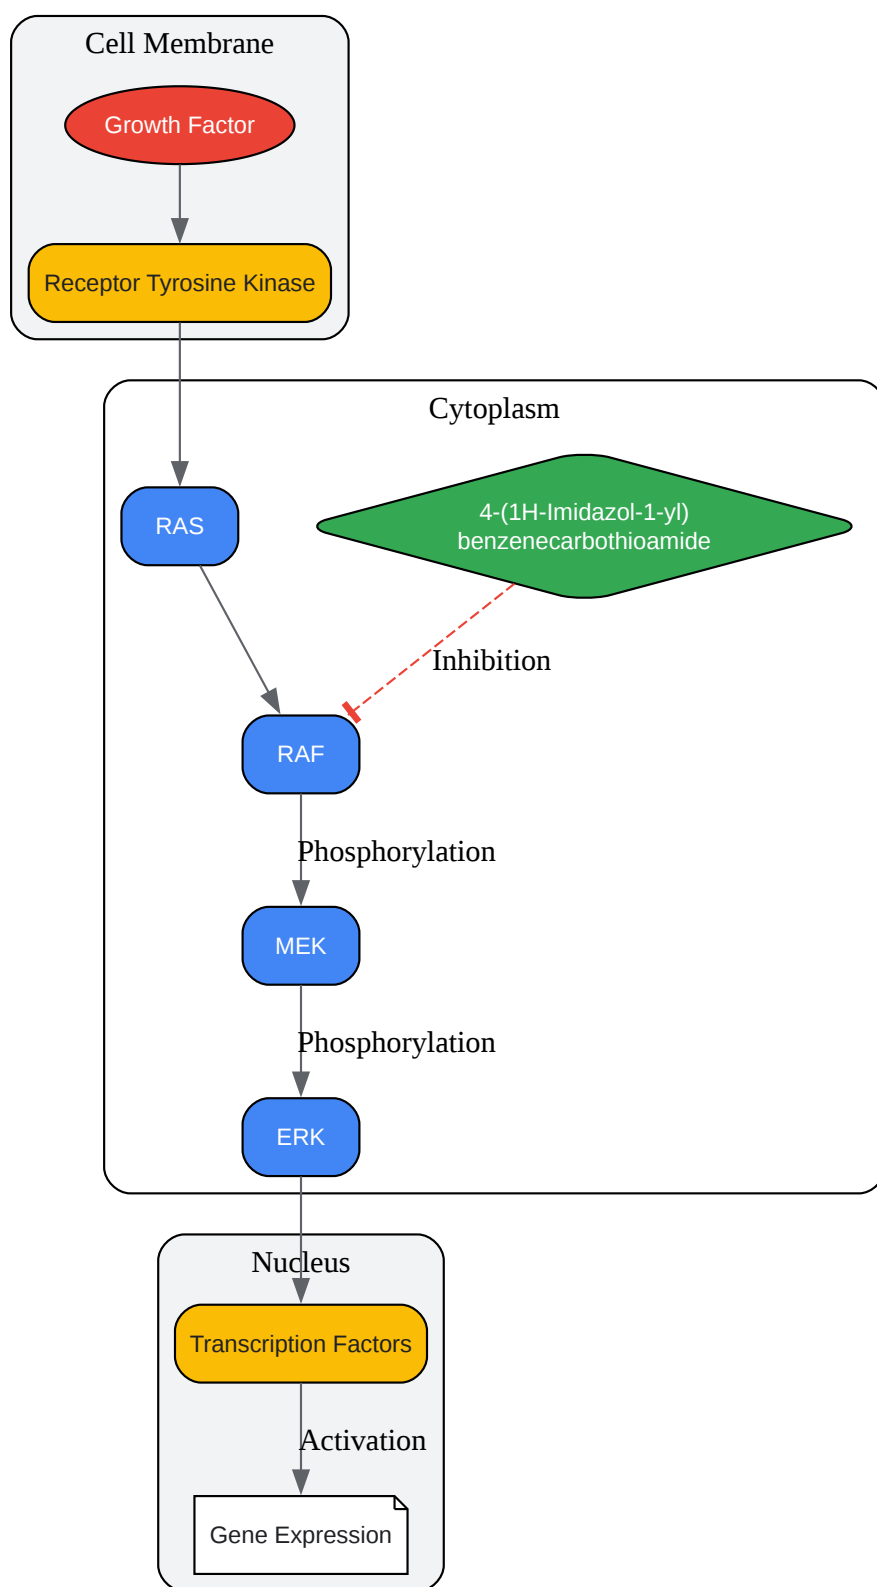 Cell Membrane
Growth Factor
Receptor Tyrosine Kinase
Cytoplasm
RAS
4-(1H-Imidazol-1-yl)
benzenecarbothioamide
Inhibition
RAF
Phosphorylation
MEK
Phosphorylation
ERK
Nucleus
Transcription Factors
Activation
Gene Expression